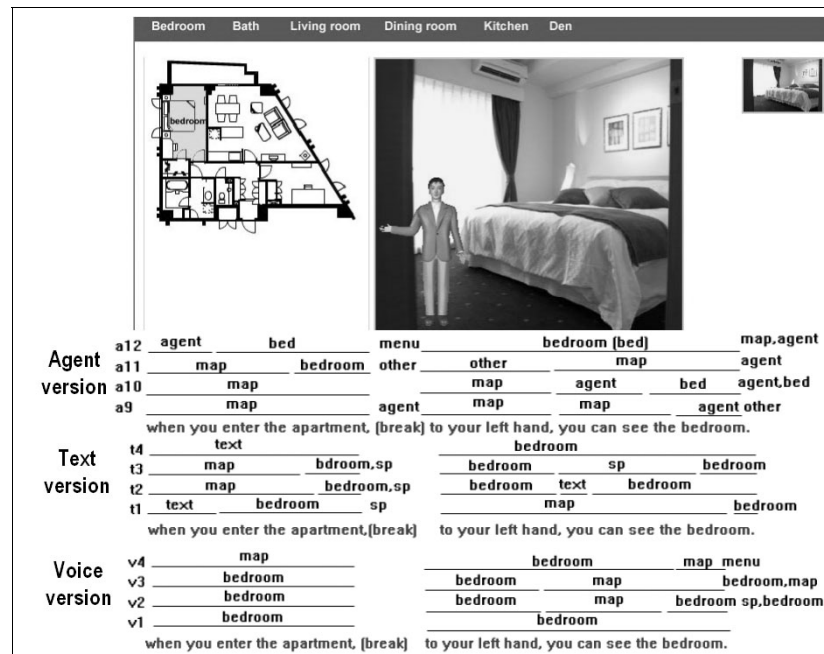 Bedroom Bath Living room Dining room Kitchen Den
bedroom
Agent version
a12 agent bed menu bedroom (bed) map,agent
a11 map bedroom other other map agent
a10 map map agent bed agent,bed
a9 map agent map map agent other
when you enter the apartment, (break) to your left hand, you can see the bedroom.
Text version
t4 text bedroom
t3 map bdroom,sp bedroom sp bedroom
t2 map bedroom,sp bedroom text bedroom
t1 text bedroom sp map bedroom
when you enter the apartment,(break) to your left hand, you can see the bedroom.
Voice version
v4 map bedroom map menu
v3 bedroom bedroom map bedroom,map
v2 bedroom bedroom map bedroom sp,bedroom
v1 bedroom bedroom
when you enter the apartment, (break) to your left hand, you can see the bedroom.